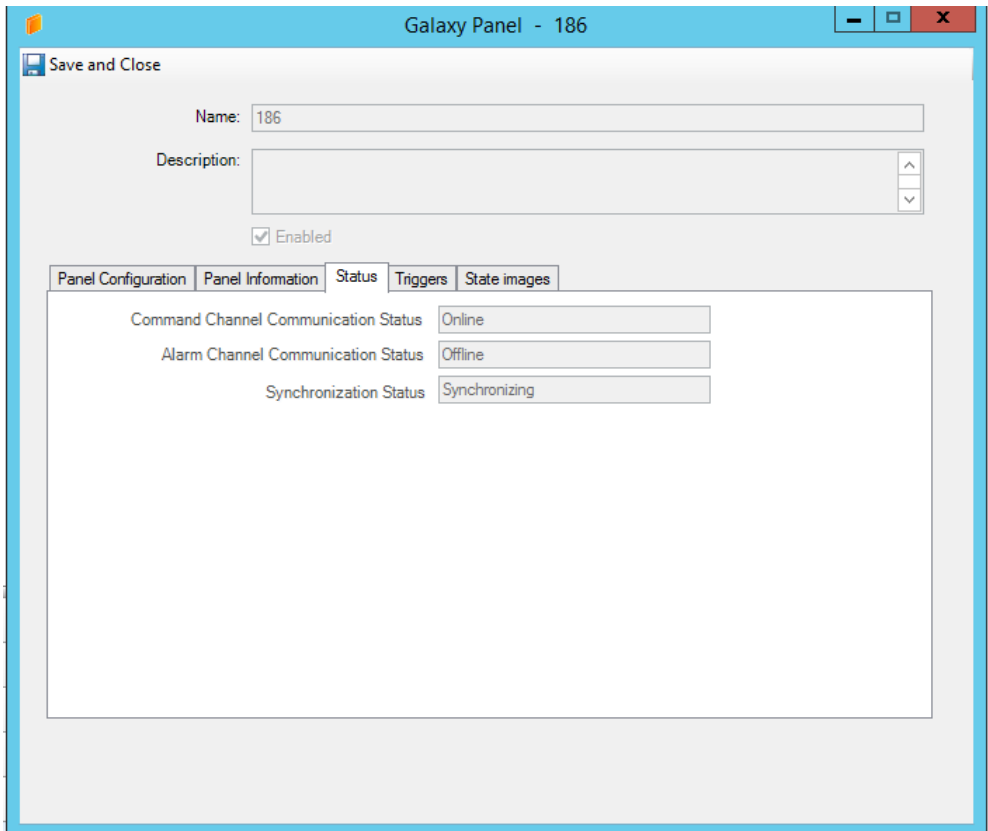 Galaxy Panel - 186
Save and Close
Name: 186
Description:
Enabled
Panel Configuration Panel Information Status Triggers State images
Command Channel Communication Status Online
Alarm Channel Communication Status Offline
Synchronization Status Synchronizing